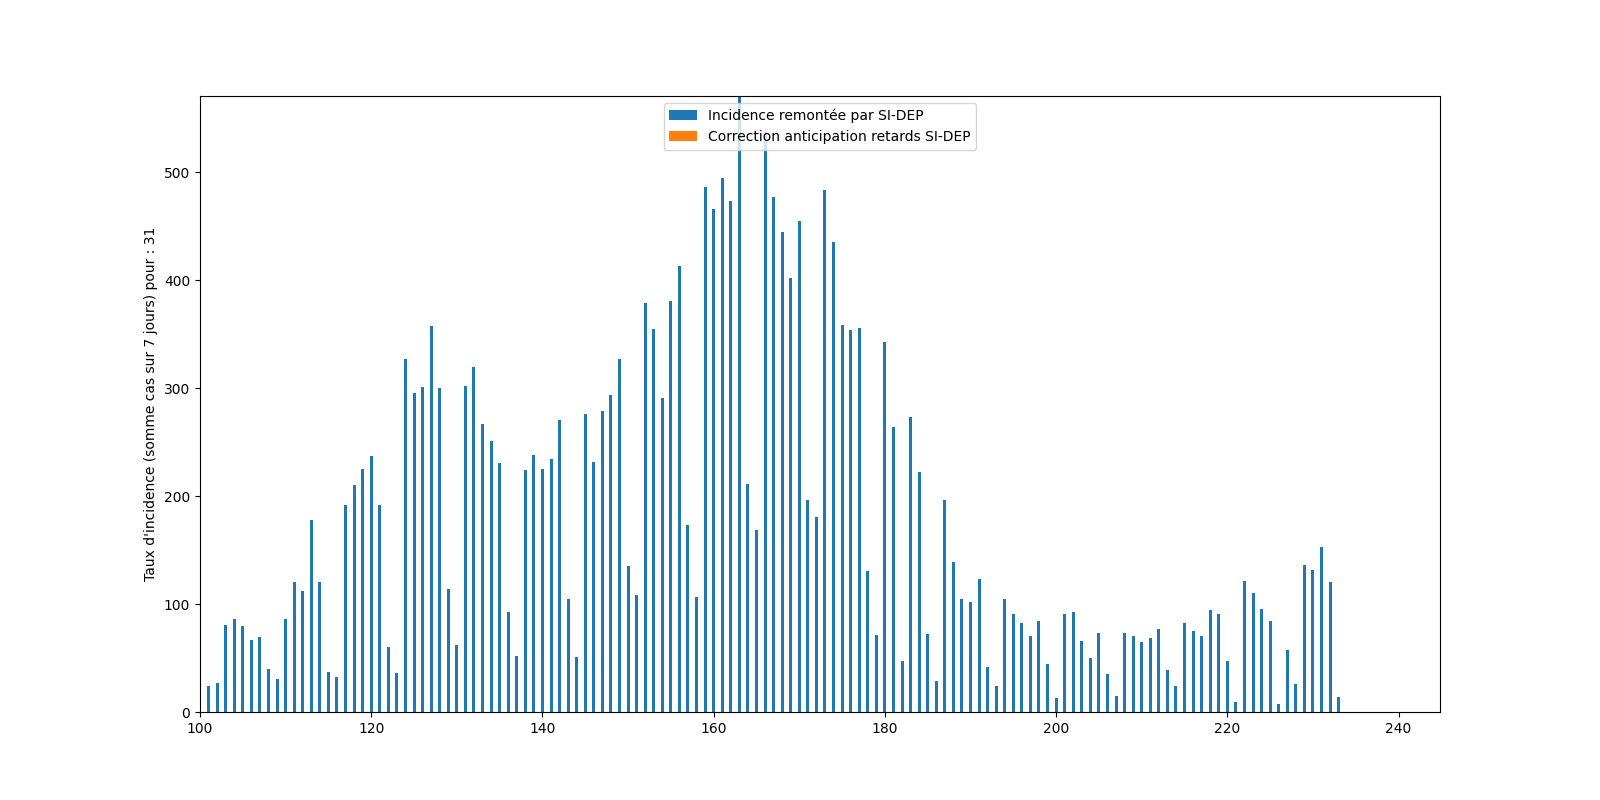 Incidence remontée par SI-DEP
Correction anticipation retards SI-DEP
Taux d'incidence (somme cas sur 7 jours) pour : 31
500
400
300
200
100
0
100 120 140 160 180 200 220 240